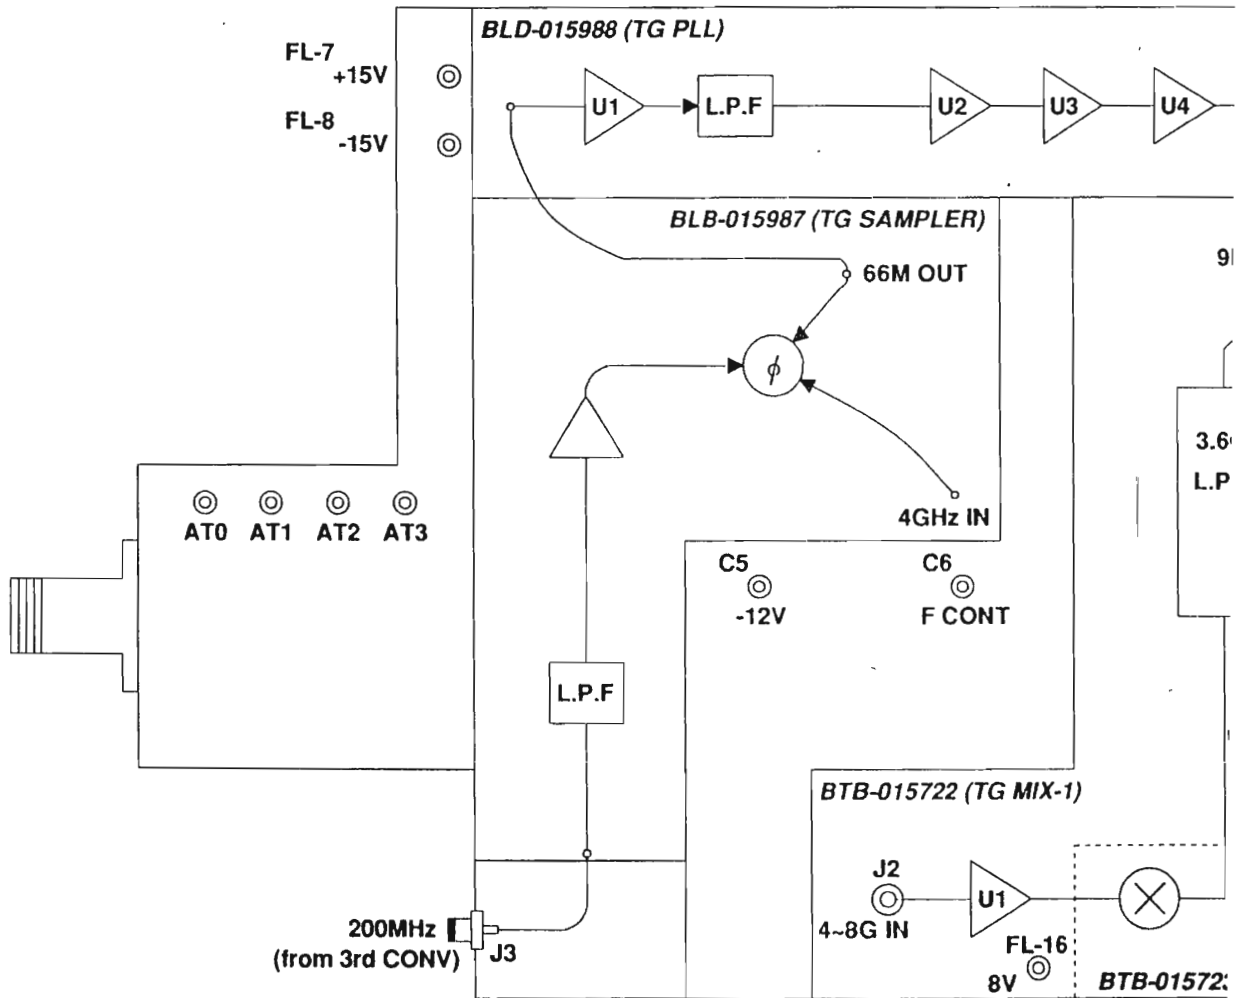 BLD-015988 (TG PLL)
FL-7
+15V
FL-8
-15V
U1
L.P.F
U2
U3
U4
BLB-015987 (TG SAMPLER)
66M OUT
ϕ
4GHz IN
AT0
AT1
AT2
AT3
C5
-12V
C6
F CONT
L.P.F
BTB-015722 (TG MIX-1)
J2
4~8G IN
U1
FL-16
8V
200MHz
(from 3rd CONV)
J3
3.6
L.P